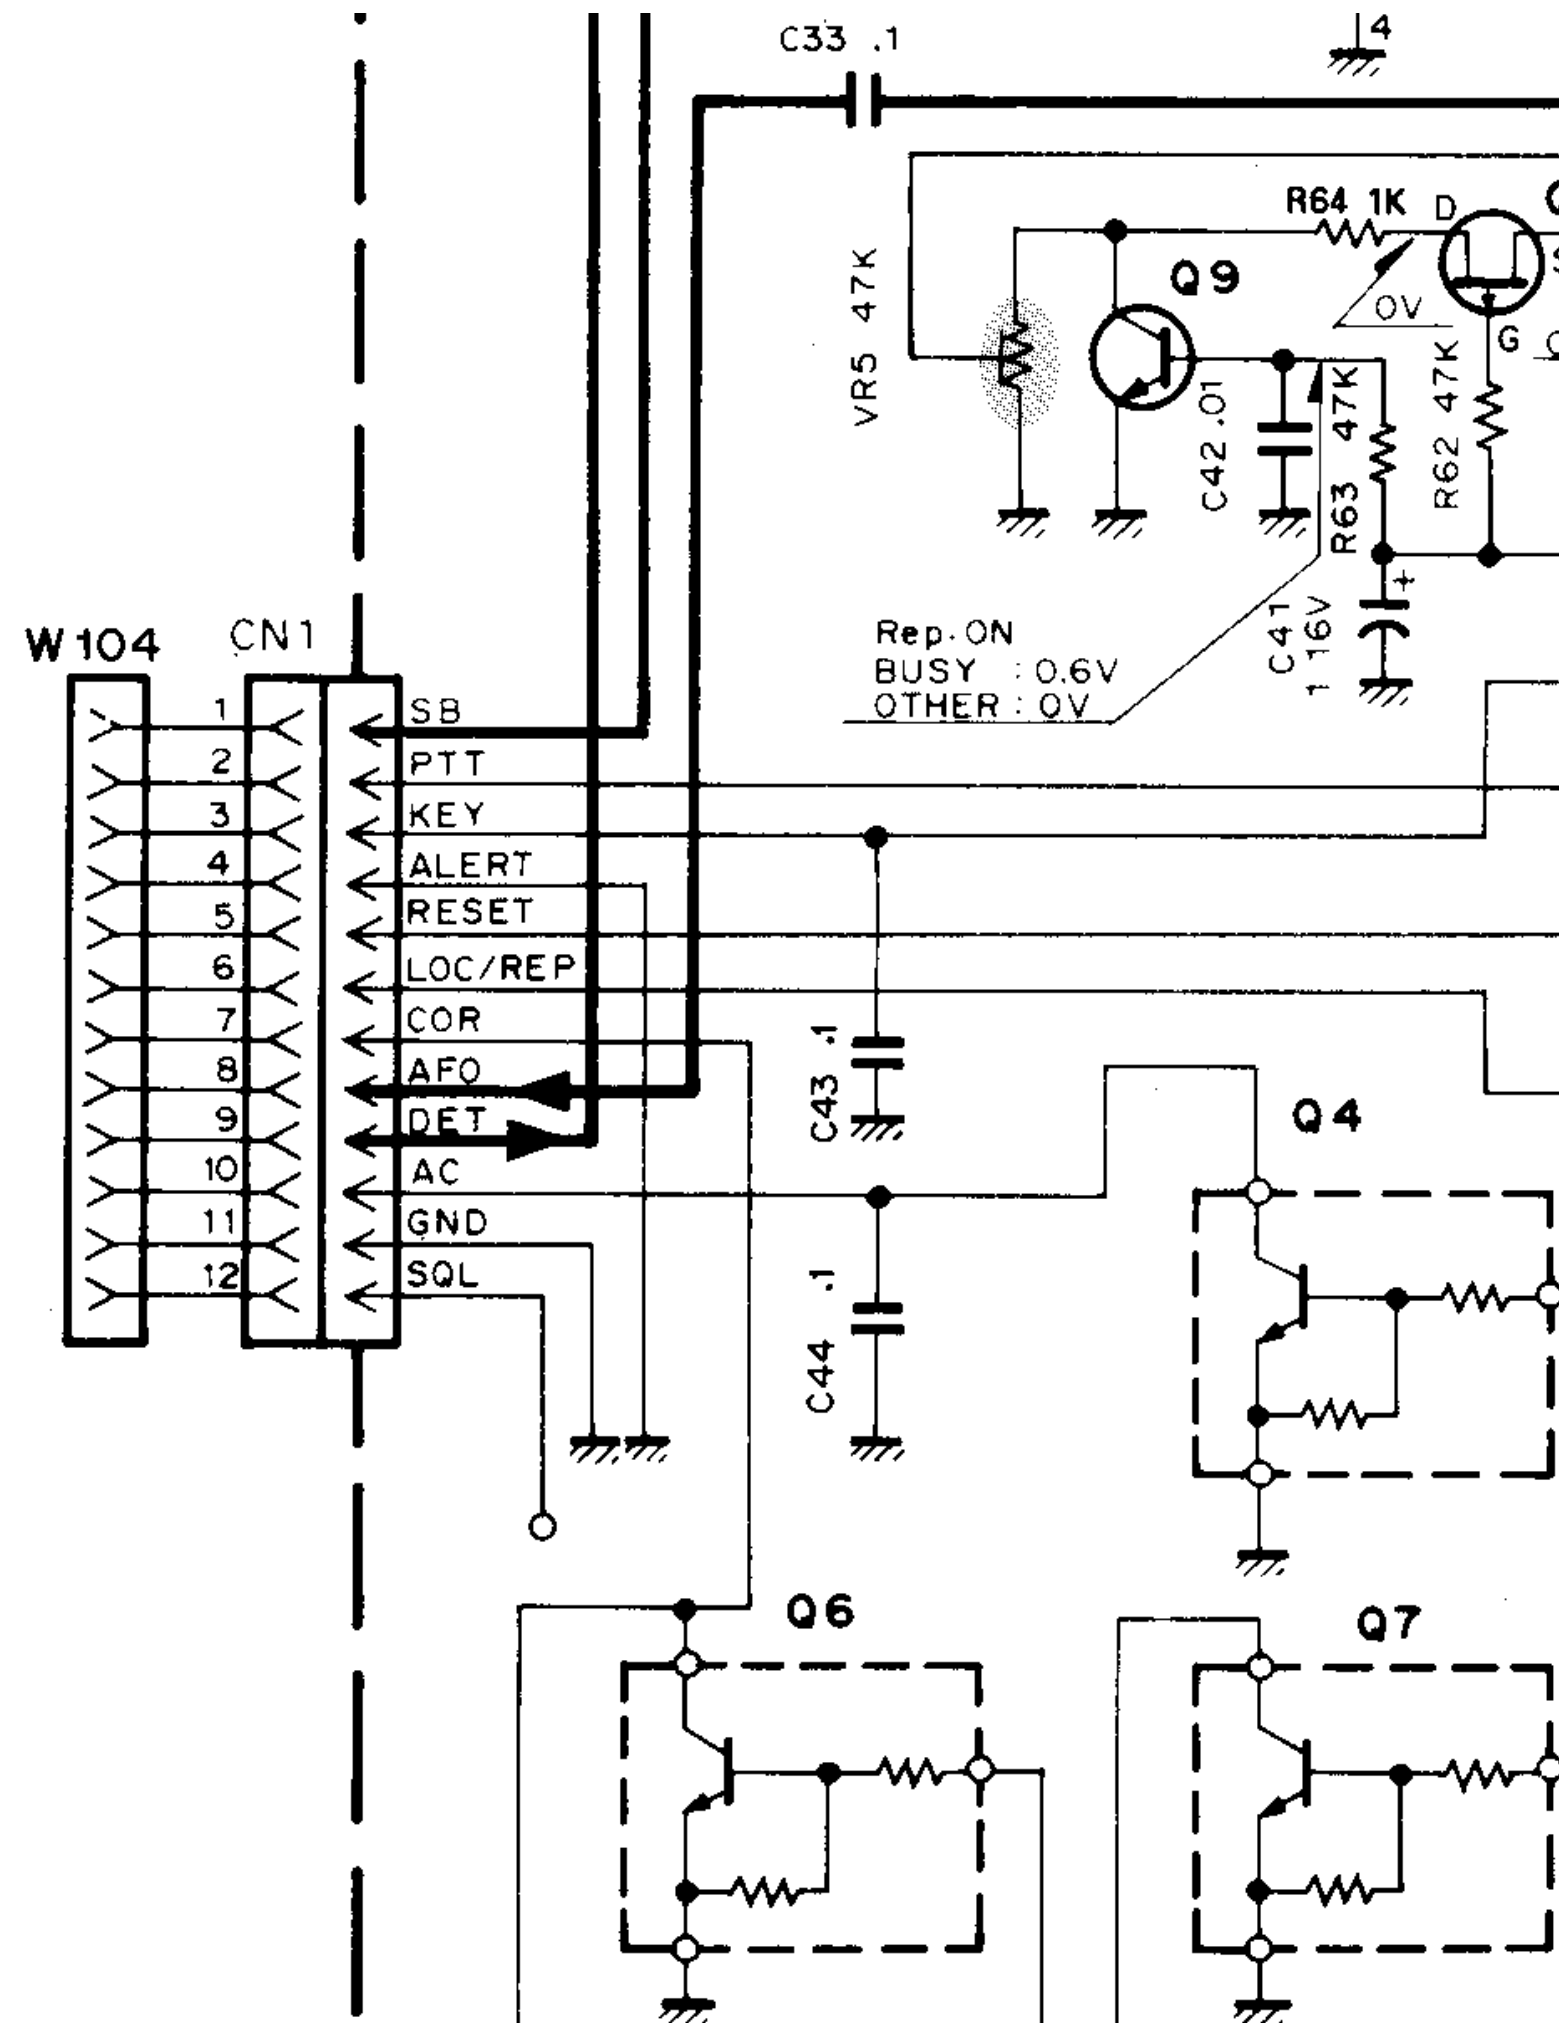 C33 .1
4
R64 1K
D
Q9
VR5 47K
0V
G
C42 .01
R63 47K
R62 47K
+
C41
1 16V
Rep. ON
BUSY : 0.6V
OTHER : 0V
W104
CN1
1 SB
2 PTT
3 KEY
4 ALERT
5 RESET
6 LOC/REP
7 COR
8 AFO
9 DET
10 AC
11 GND
12 SQL
C43 .1
Q4
C44 .1
Q6
Q7